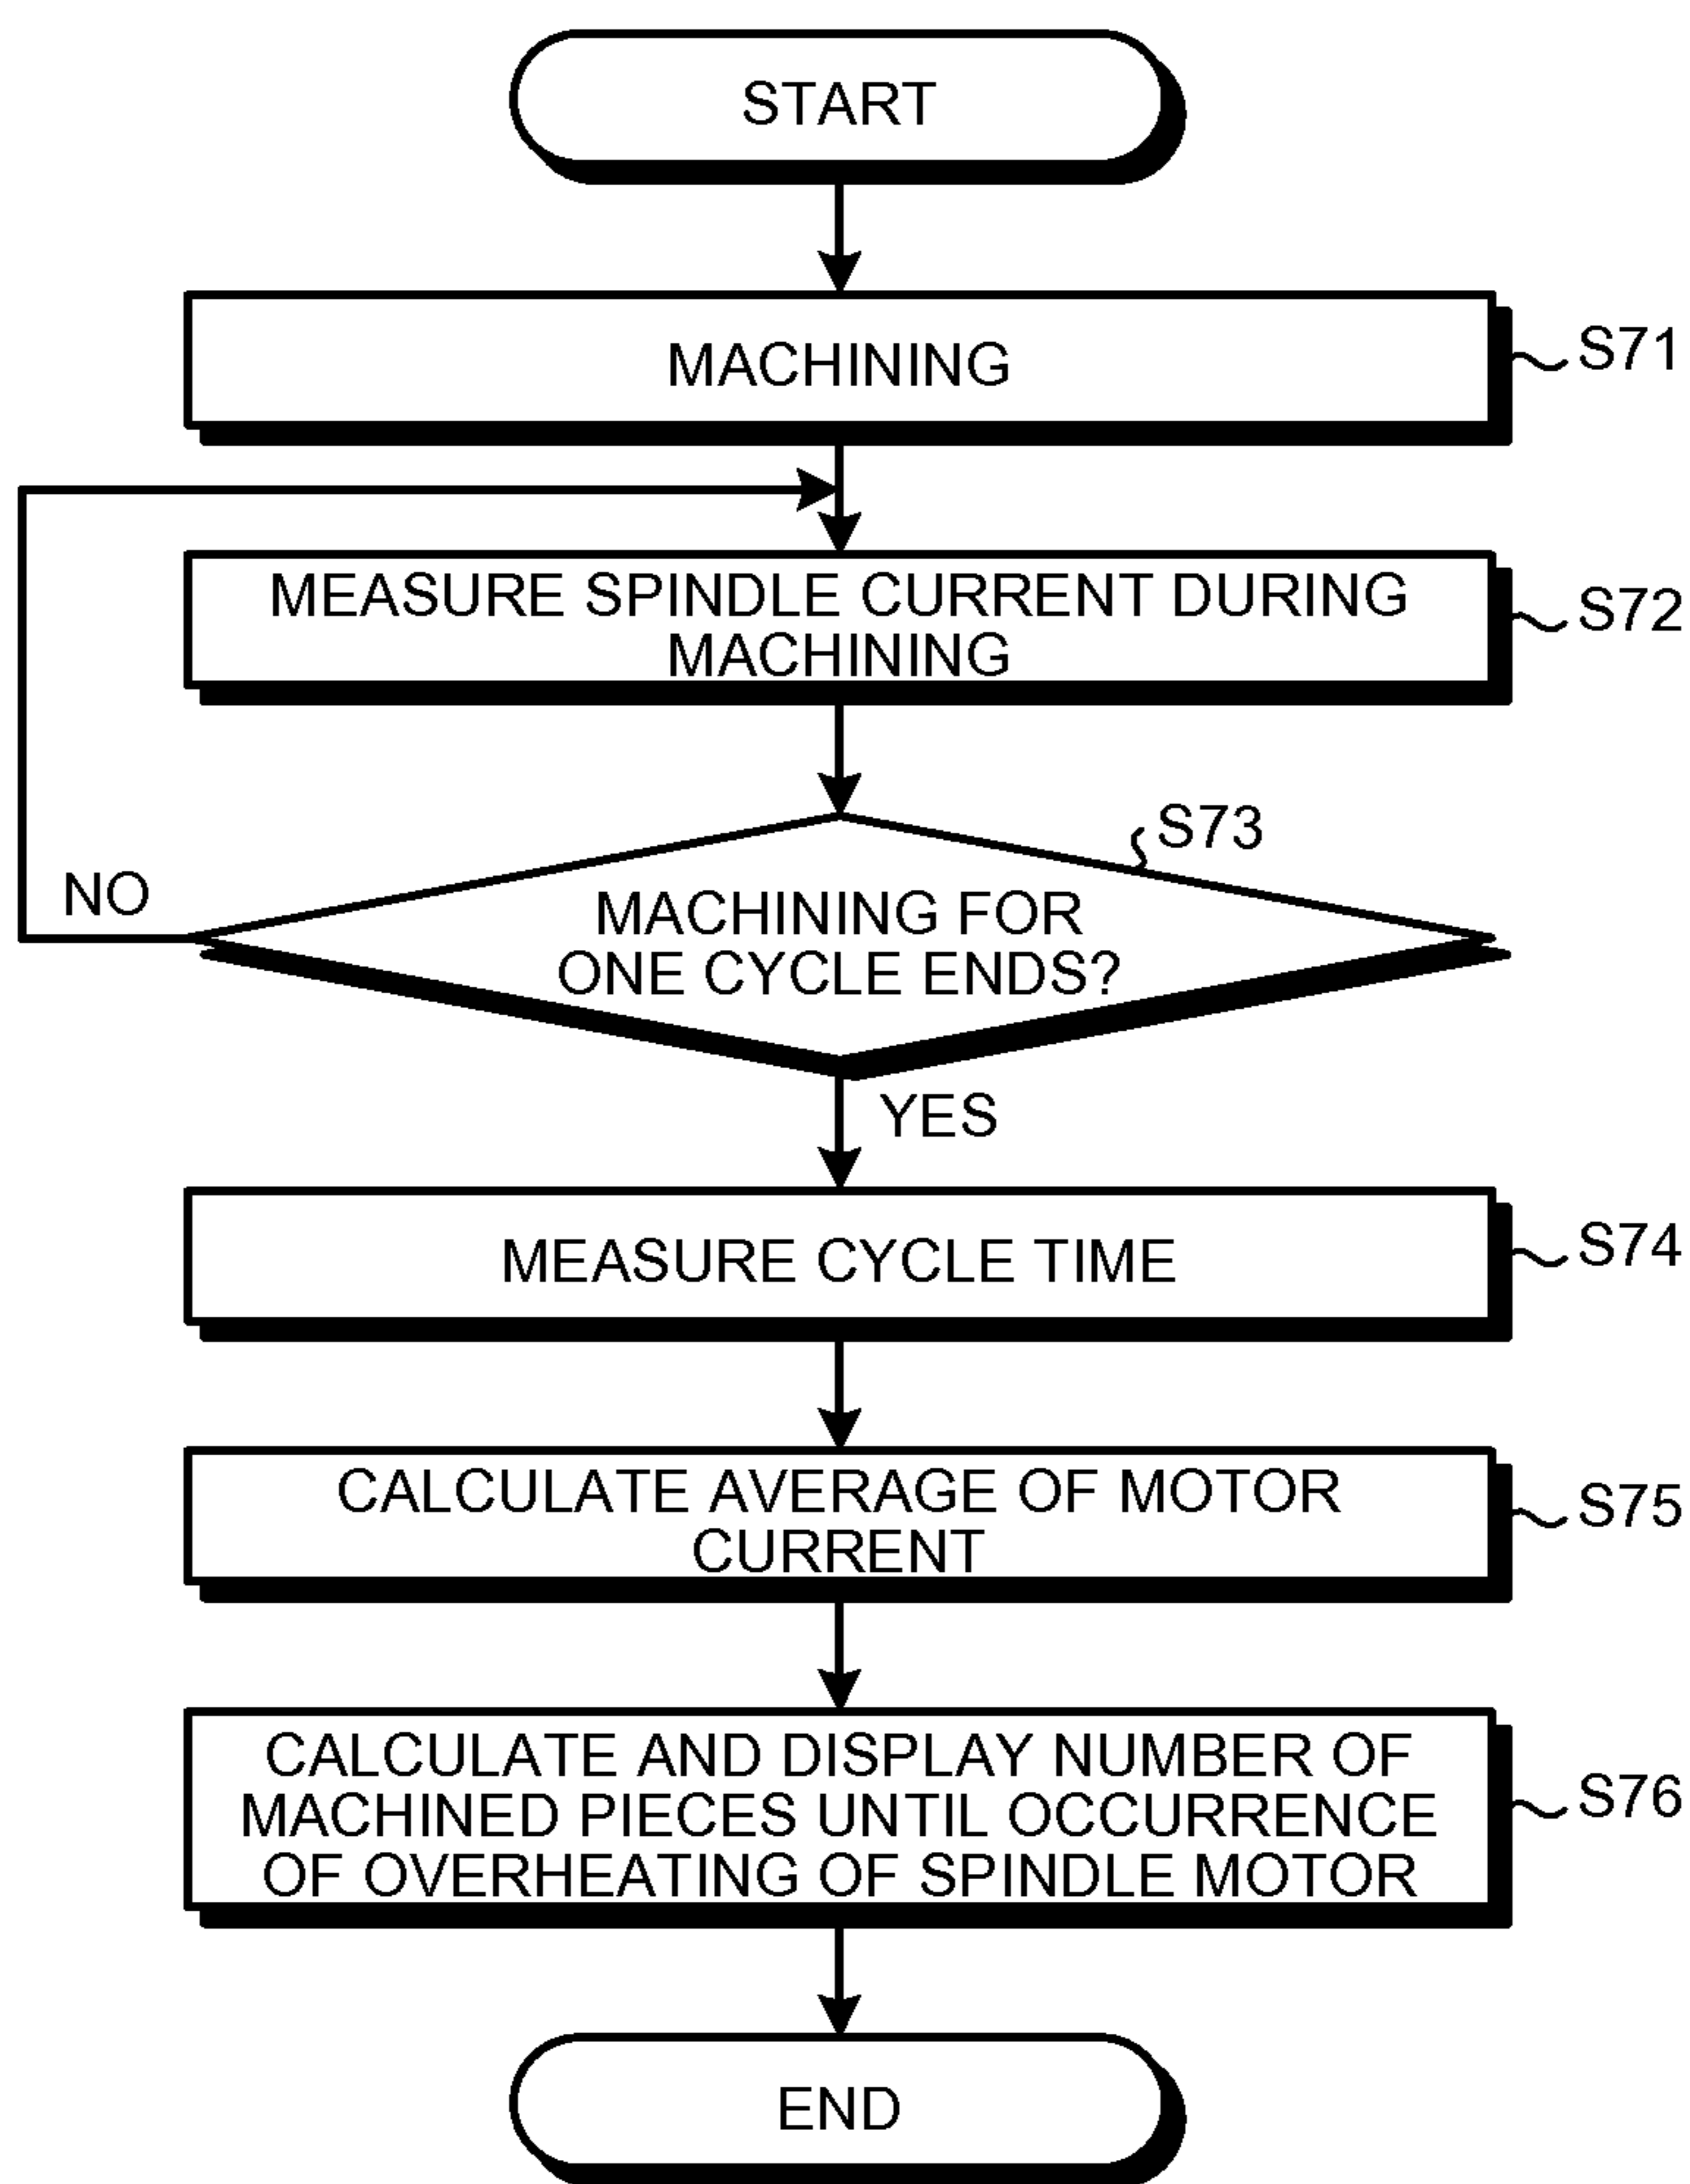 START
MACHINING
S71
MEASURE SPINDLE CURRENT DURING
MACHINING
S72
S73
NO
MACHINING FOR
ONE CYCLE ENDS?
YES
MEASURE CYCLE TIME
S74
CALCULATE AVERAGE OF MOTOR
CURRENT
S75
CALCULATE AND DISPLAY NUMBER OF
MACHINED PIECES UNTIL OCCURRENCE
OF OVERHEATING OF SPINDLE MOTOR
S76
END